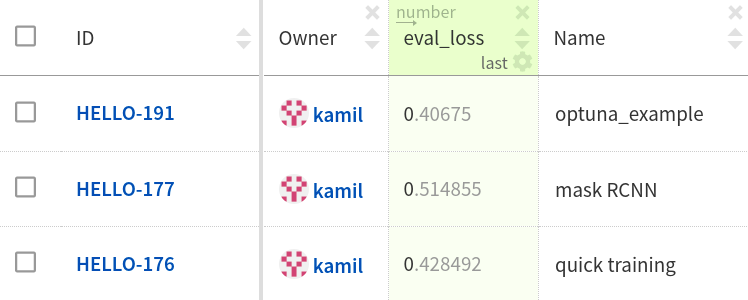 number
ID Owner eval_loss Name
last
HELLO-191 kamil 0.40675 optuna_example
HELLO-177 kamil 0.514855 mask RCNN
HELLO-176 kamil 0.428492 quick training